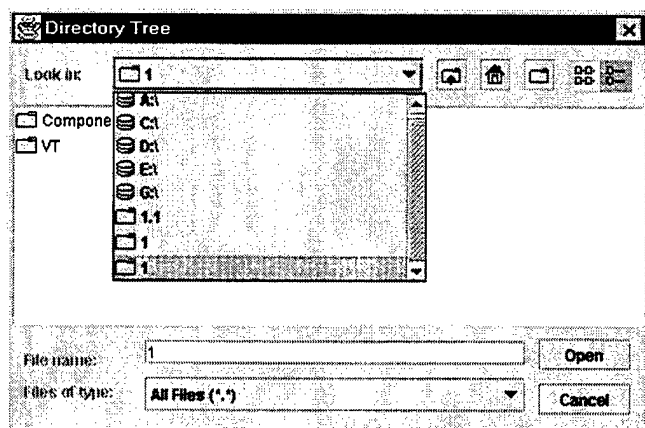 Directory Tree
Look in:
1
A:\
C:\
D:\
E:\
G:\
1.1
1
1
Compone
VT
File name:
1
Open
Files of type:
All Files (*.*)
Cancel